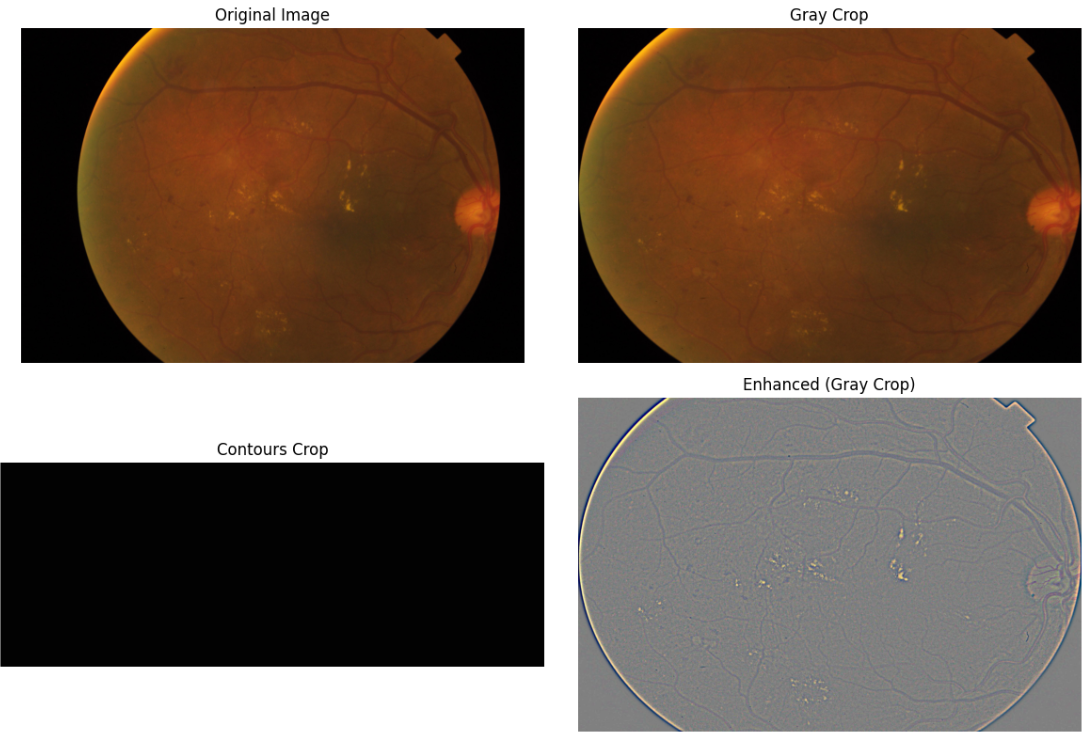 Original Image
Gray Crop
Contours Crop
Enhanced (Gray Crop)